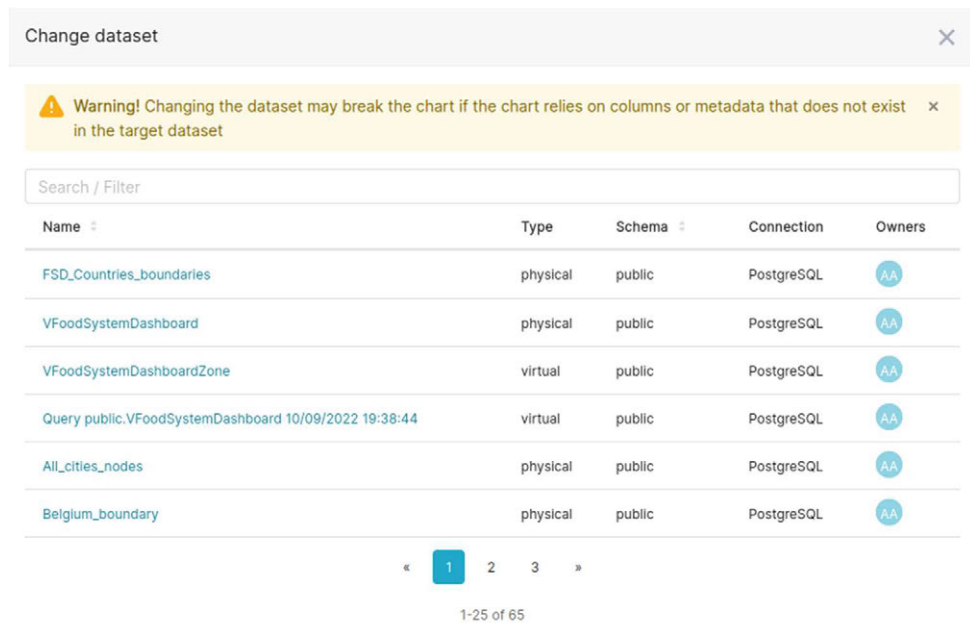 Change dataset
Warning! Changing the dataset may break the chart if the chart relies on columns or metadata that does not exist
in the target dataset
Search / Filter
Name Type Schema Connection Owners
FSD_Countries_boundaries physical public PostgreSQL AA
VFoodSystemDashboard physical public PostgreSQL AA
VFoodSystemDashboardZone virtual public PostgreSQL AA
Query public.VFoodSystemDashboard 10/09/2022 19:38:44 virtual public PostgreSQL AA
All_cities_nodes physical public PostgreSQL AA
Belgium_boundary physical public PostgreSQL AA
« 1 2 3 »
1-25 of 65